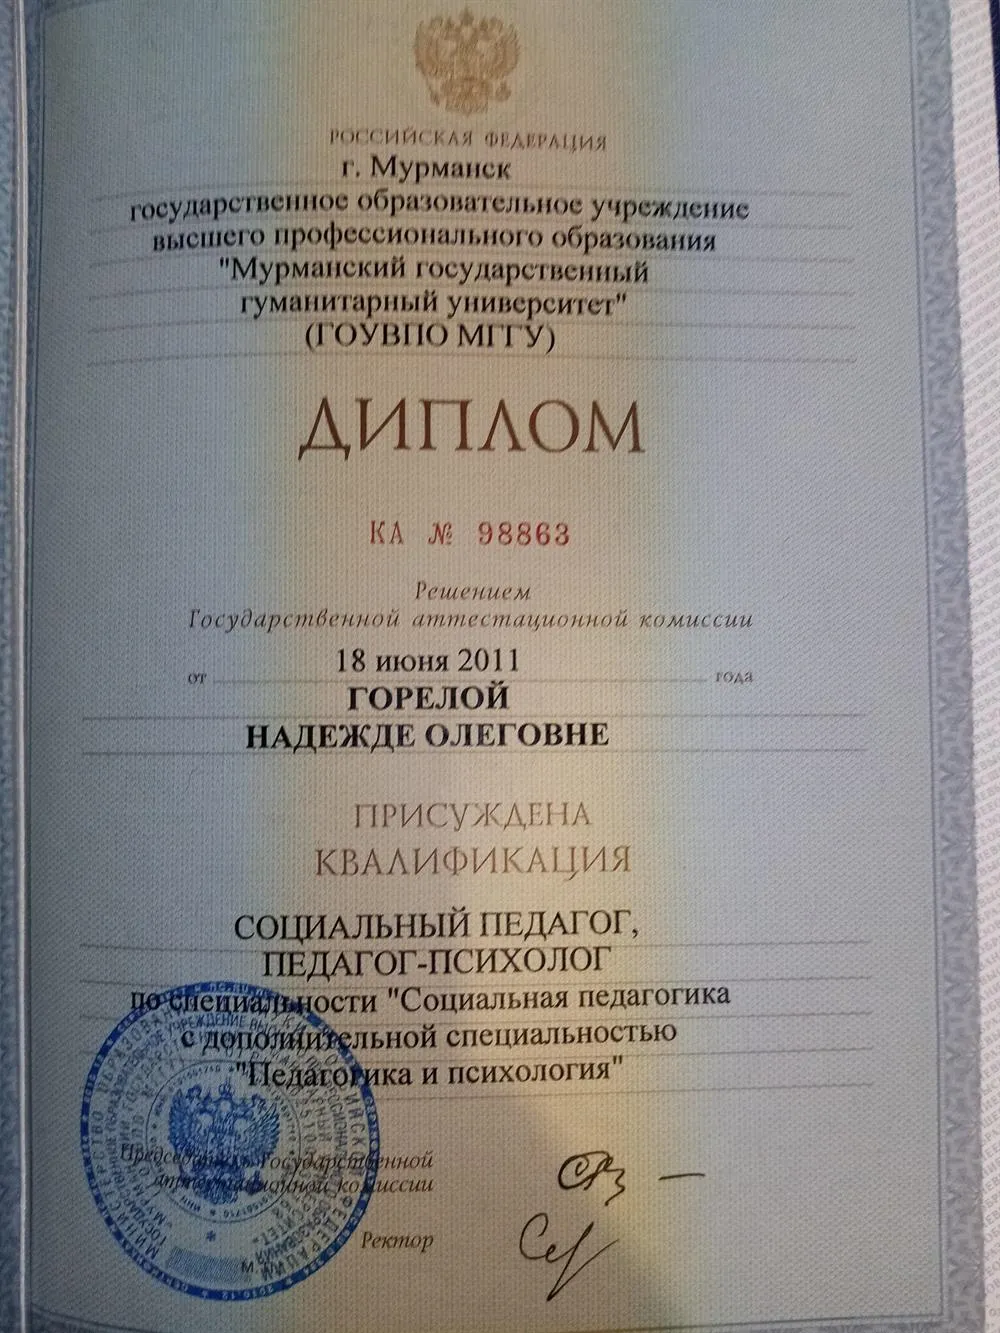 РОССИЙСКАЯ ФЕДЕРАЦИЯ
г. Мурманск
государственное образовательное учреждение
высшего профессионального образования
"Мурманский государственный
гуманитарный университет"
(ГОУВПО МГГУ)
ДИПЛОМ
КА № 98863
Решением
Государственной аттестационной комиссии
от 18 июня 2011 года
ГОРЕЛОЙ
НАДЕЖДЕ ОЛЕГОВНЕ
ПРИСУЖДЕНА
КВАЛИФИКАЦИЯ
СОЦИАЛЬНЫЙ ПЕДАГОГ,
ПЕДАГОГ-ПСИХОЛОГ
по специальности "Социальная педагогика
с дополнительной специальностью
"Педагогика и психология"
Председатель Государственной
аттестационной комиссии
Ректор